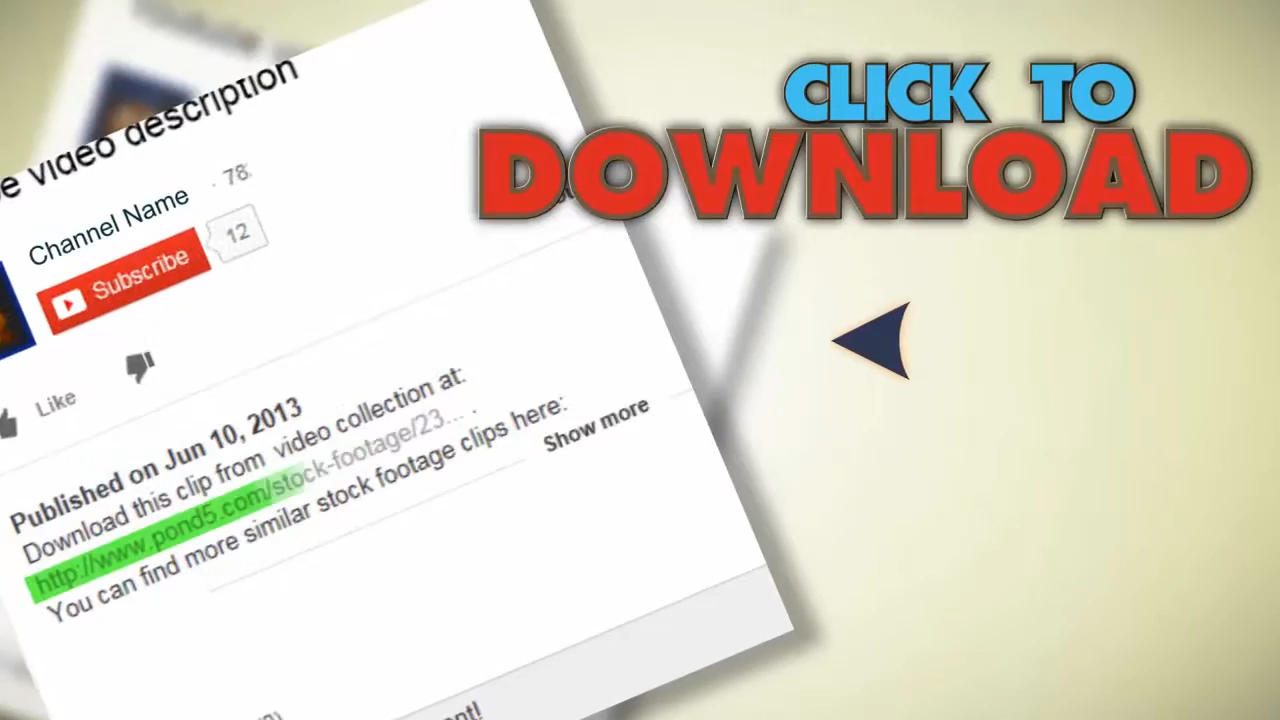 CLICK TO
DOWNLOAD
video description
Channel Name
78
Subscribe
12
Like
Published on Jun 10, 2013
Download this clip from video collection at:
http://www.pond5.com/stock-footage/23...
You can find more similar stock footage clips here:
Show more